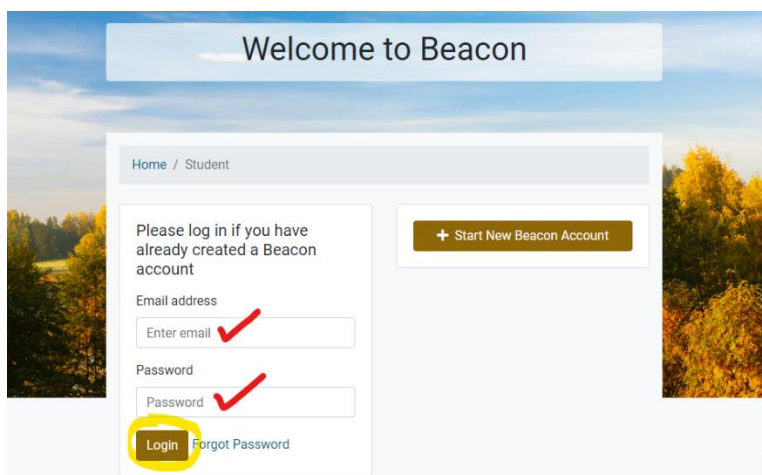 Welcome to Beacon
Home / Student
Please log in if you have
already created a Beacon
account
Email address
Enter email
Password
Password
Login Forgot Password
+ Start New Beacon Account